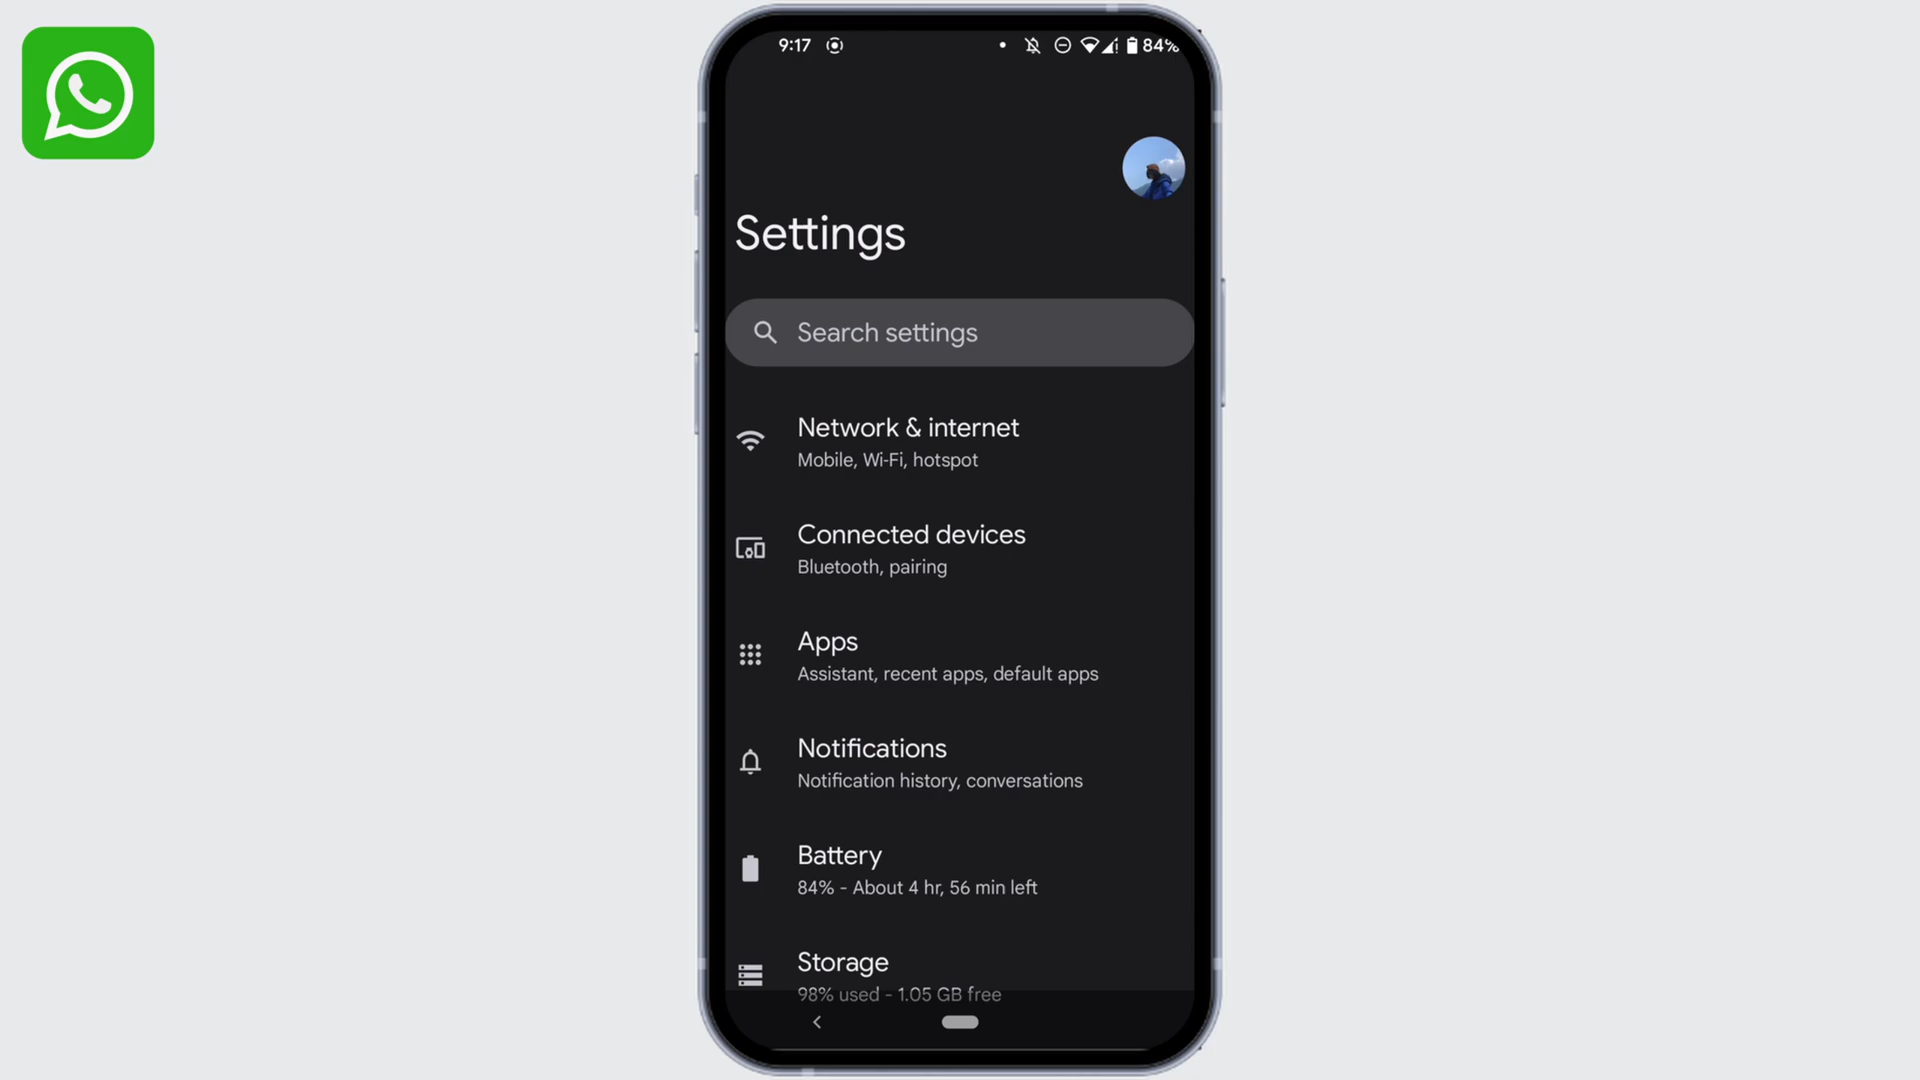 9:17 84%
Settings
Search settings
Network & internet
Mobile, Wi-Fi, hotspot
Connected devices
Bluetooth, pairing
Apps
Assistant, recent apps, default apps
Notifications
Notification history, conversations
Battery
84% - About 4 hr, 56 min left
Storage
98% used - 1.05 GB free